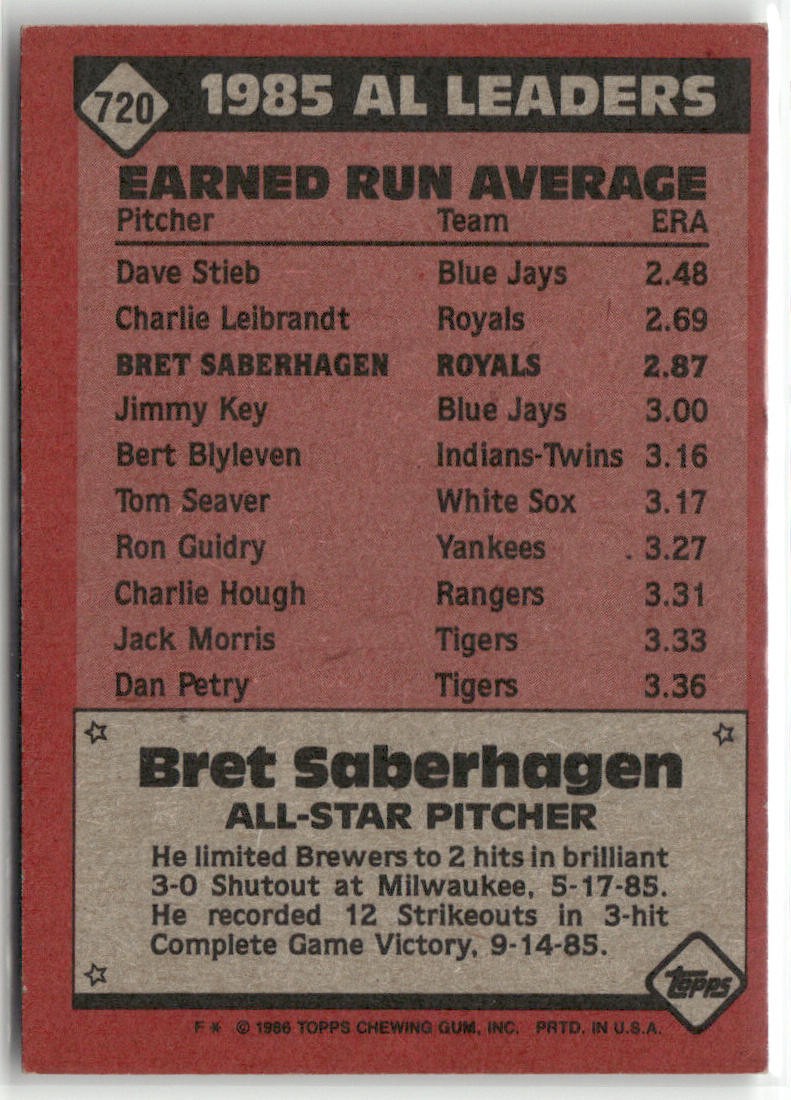 720 1985 AL LEADERS
EARNED RUN AVERAGE
Pitcher Team ERA
Dave Stieb Blue Jays 2.48
Charlie Leibrandt Royals 2.69
BRET SABERHAGEN ROYALS 2.87
Jimmy Key Blue Jays 3.00
Bert Blyleven Indians-Twins 3.16
Tom Seaver White Sox 3.17
Ron Guidry Yankees 3.27
Charlie Hough Rangers 3.31
Jack Morris Tigers 3.33
Dan Petry Tigers 3.36
Bret Saberhagen
ALL-STAR PITCHER
He limited Brewers to 2 hits in brilliant
3-0 Shutout at Milwaukee, 5-17-85.
He recorded 12 Strikeouts in 3-hit
Complete Game Victory, 9-14-85.
Topps
F* © 1986 TOPPS CHEWING GUM, INC. PRTD. IN U.S.A.